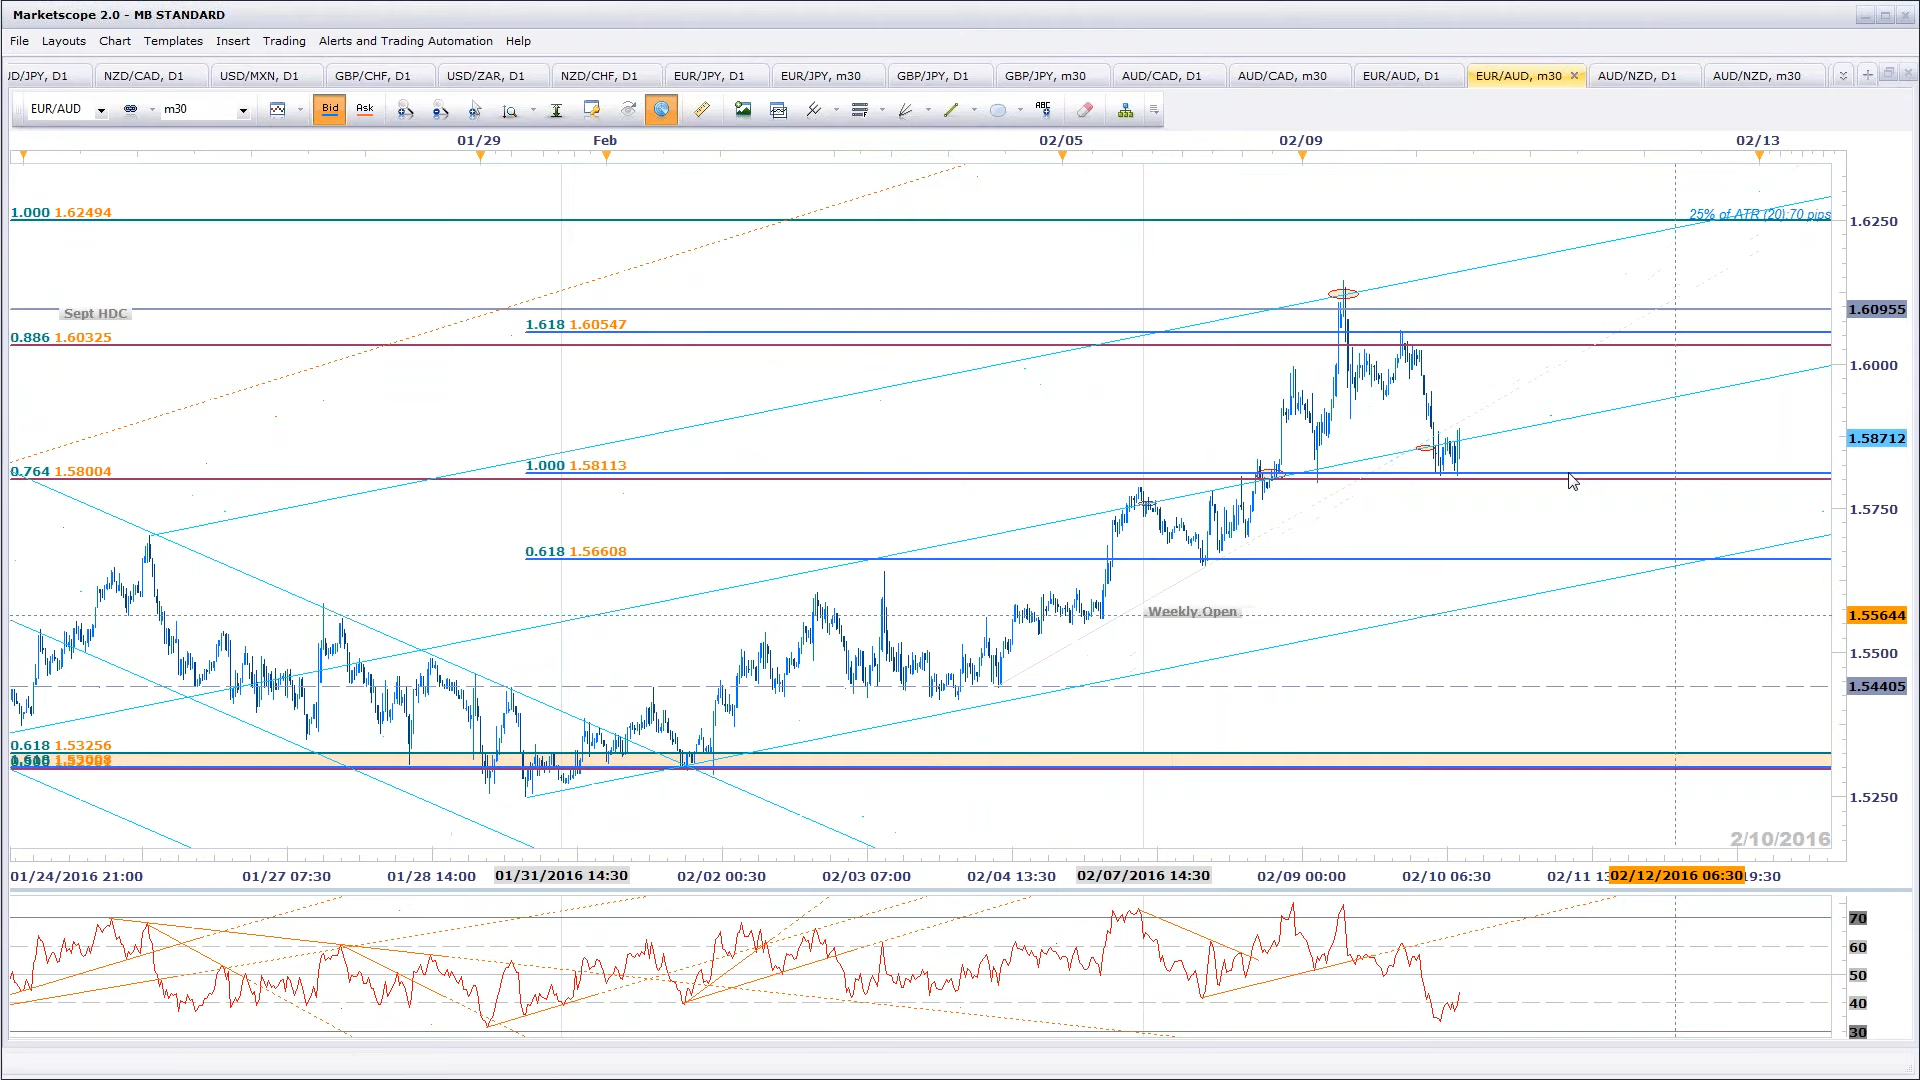 Marketscope 2.0 - MB STANDARD
File Layouts Chart Templates Insert Trading Alerts and Trading Automation Help
D/JPY, D1 NZD/CAD, D1 USD/MXN, D1 GBP/CHF, D1 USD/ZAR, D1 NZD/CHF, D1 EUR/JPY, D1 EUR/JPY, m30 GBP/JPY, D1 GBP/JPY, m30 AUD/CAD, D1 AUD/CAD, m30 EUR/AUD, D1 EUR/AUD, m30 AUD/NZD, D1 AUD/NZD, m30
EUR/AUD m30 Bid Ask ABC
01/29 Feb 02/05 02/09 02/13
1.000 1.62494
25% of ATR (20):70 pips
1.6250
Sept HDC
1.60955
1.618 1.60547
0.886 1.60325
1.6000
1.58712
1.000 1.58113
0.764 1.58004
1.5750
0.618 1.56608
Weekly Open
1.55644
1.5500
1.54405
0.618 1.53256
1.5250
2/10/2016
01/24/2016 21:00 01/27 07:30 01/28 14:00 01/31/2016 14:30 02/02 00:30 02/03 07:00 02/04 13:30 02/07/2016 14:30 02/09 00:00 02/10 06:30 02/11 13 02/12/2016 06:30 19:30
70
60
50
40
30